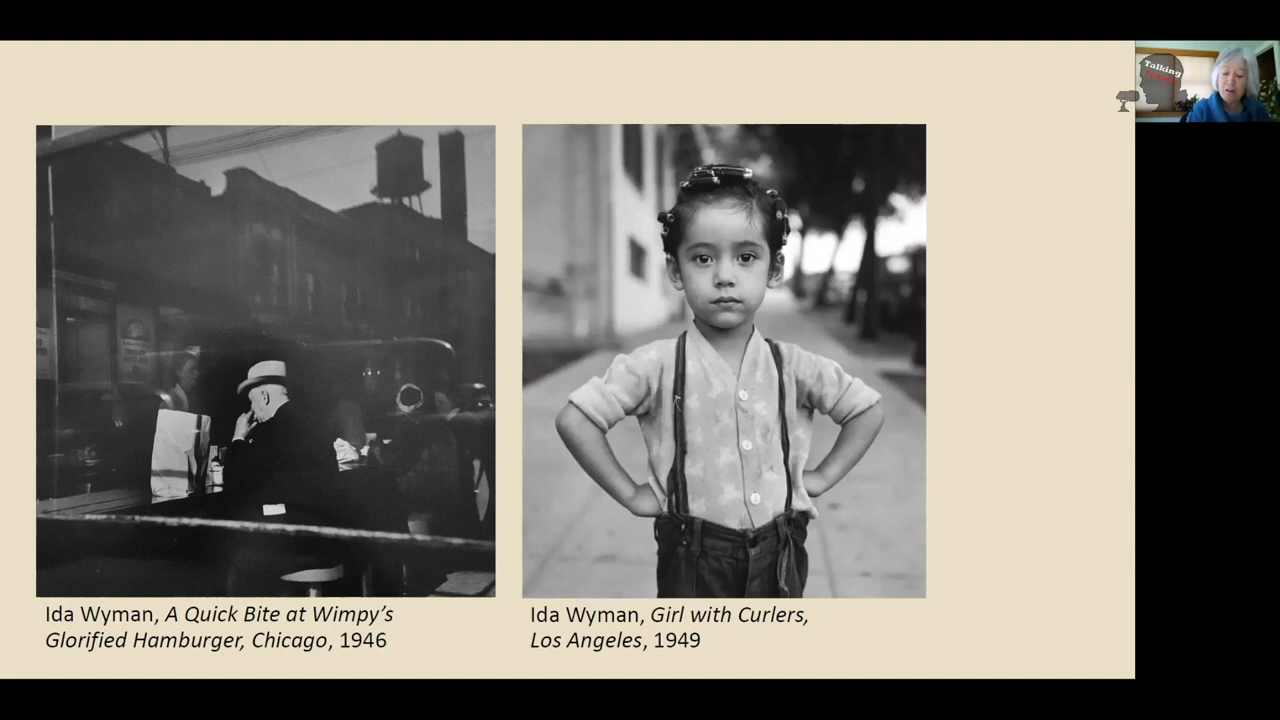 Talking
Ida Wyman, A Quick Bite at Wimpy's
Glorified Hamburger, Chicago, 1946
Ida Wyman, Girl with Curlers,
Los Angeles, 1949